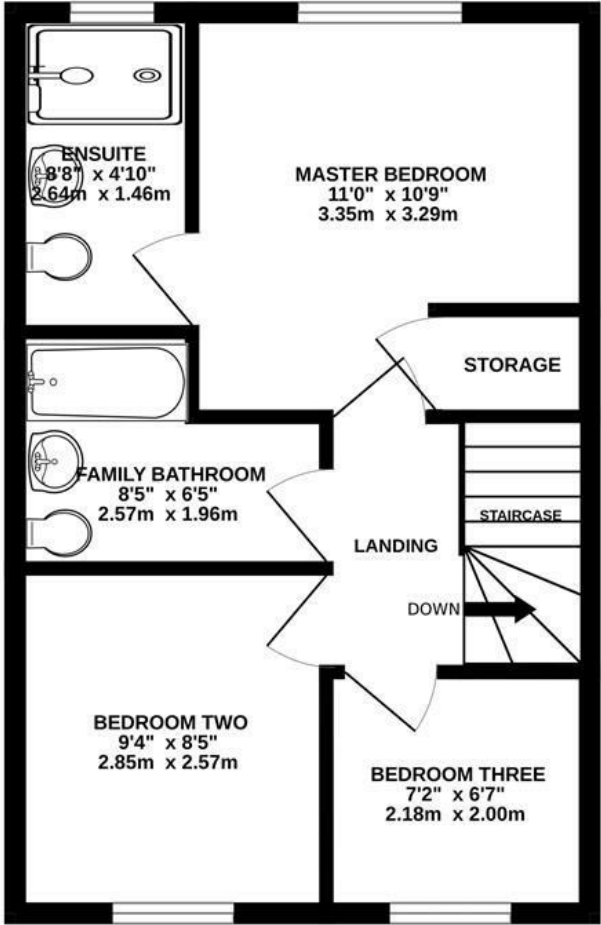 ENSUITE
8'8" x 4'10"
2.64m x 1.46m
MASTER BEDROOM
11'0" x 10'9"
3.35m x 3.29m
STORAGE
FAMILY BATHROOM
8'5" x 6'5"
2.57m x 1.96m
STAIRCASE
LANDING
DOWN
BEDROOM TWO
9'4" x 8'5"
2.85m x 2.57m
BEDROOM THREE
7'2" x 6'7"
2.18m x 2.00m